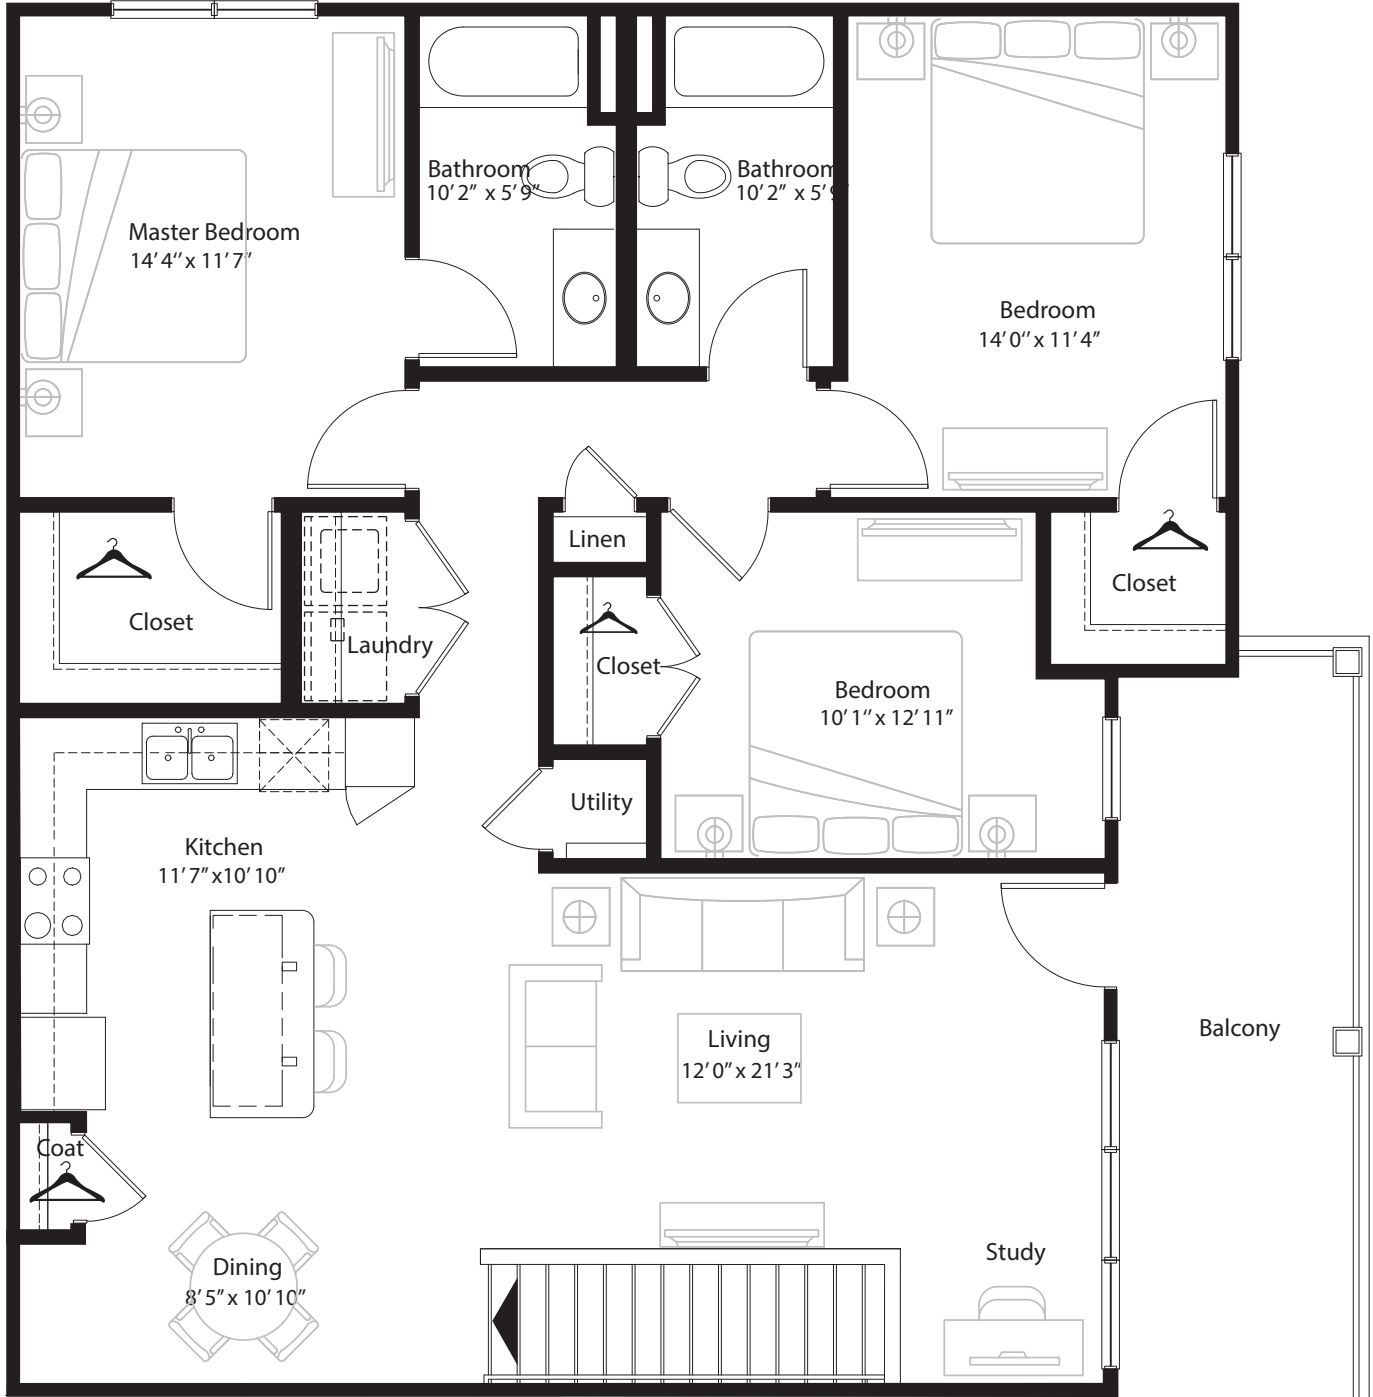 Bathroom
10'2" x 5'9"
Bathroom
10'2" x 5'9"
Master Bedroom
14'4" x 11'7"
Bedroom
14'0" x 11'4"
Linen
Closet
Closet
Laundry
Closet
Bedroom
10'1" x 12'11"
Utility
Kitchen
11'7" x10'10"
Balcony
Living
12'0" x 21'3"
Coat
Study
Dining
8'5" x 10'10"